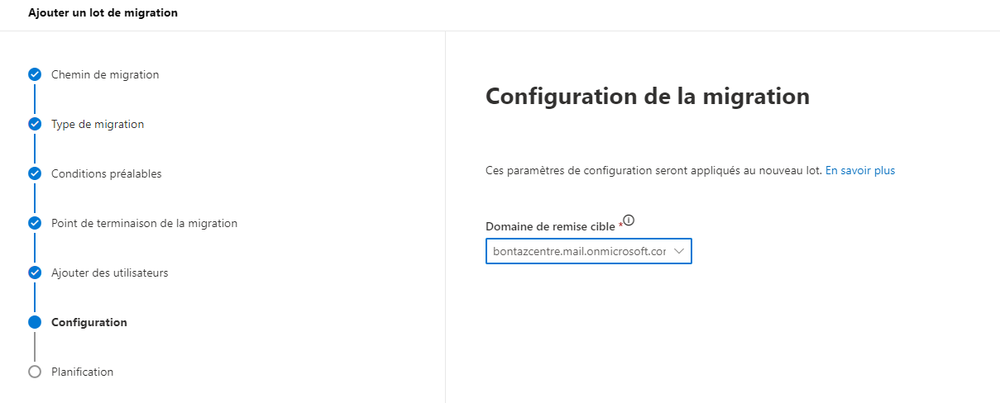 Ajouter un lot de migration
Chemin de migration
Type de migration
Conditions préalables
Point de terminaison de la migration
Ajouter des utilisateurs
Configuration
Planification
Configuration de la migration
Ces paramètres de configuration seront appliqués au nouveau lot. En savoir plus
Domaine de remise cible *
bontazcentre.mail.onmicrosoft.cor